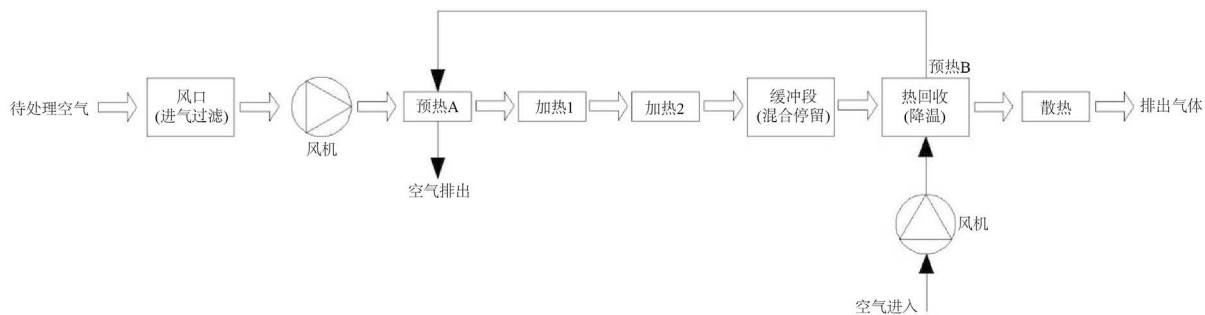 预热B
待处理空气
风口
(进气过滤)
风机
预热A
加热1
加热2
缓冲段
(混合停留)
热回收
(降温)
散热
排出气体
空气排出
风机
空气进入